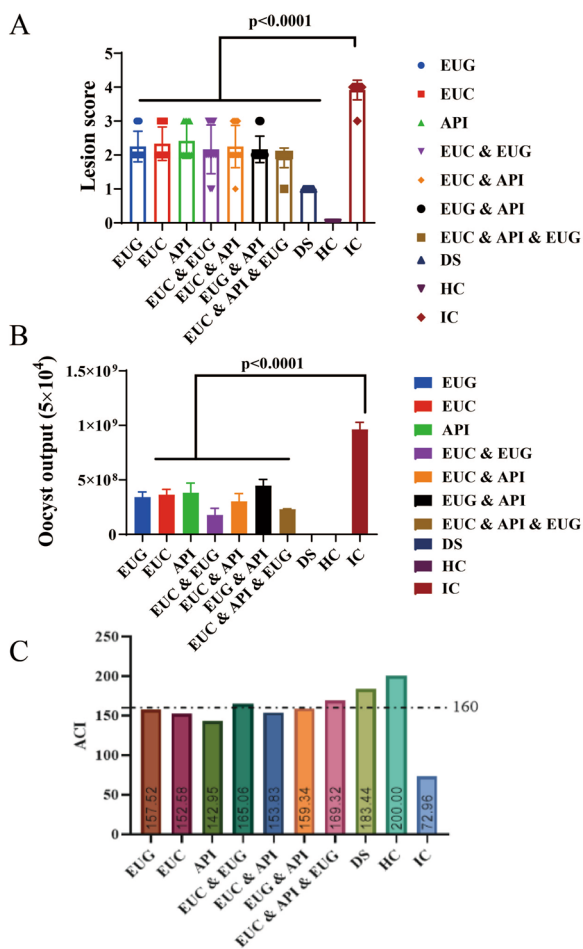 A
p<0.0001
Lesion score
5
4
3
2
1
0
EUG
EUC
API
EUC & EUG
EUC & API
EUG & API
EUC & API & EUG
DS
HC
IC
EUG
EUC
API
EUC & EUG
EUC & API
EUG & API
EUC & API & EUG
DS
HC
IC
B
p<0.0001
Oocyst output (5×10⁴)
1.5×10⁹
1×10⁹
5×10⁸
0
EUG
EUC
API
EUC & EUG
EUC & API
EUG & API
EUC & API & EUG
DS
HC
IC
EUG
EUC
API
EUC & EUG
EUC & API
EUG & API
EUC & API & EUG
DS
HC
IC
C
ACI
250
200
150
100
50
0
160
157.52
152.58
142.95
165.06
153.83
159.34
169.32
183.44
200.00
72.96
EUG
EUC
API
EUC & EUG
EUC & API
EUG & API
EUC & API & EUG
DS
HC
IC